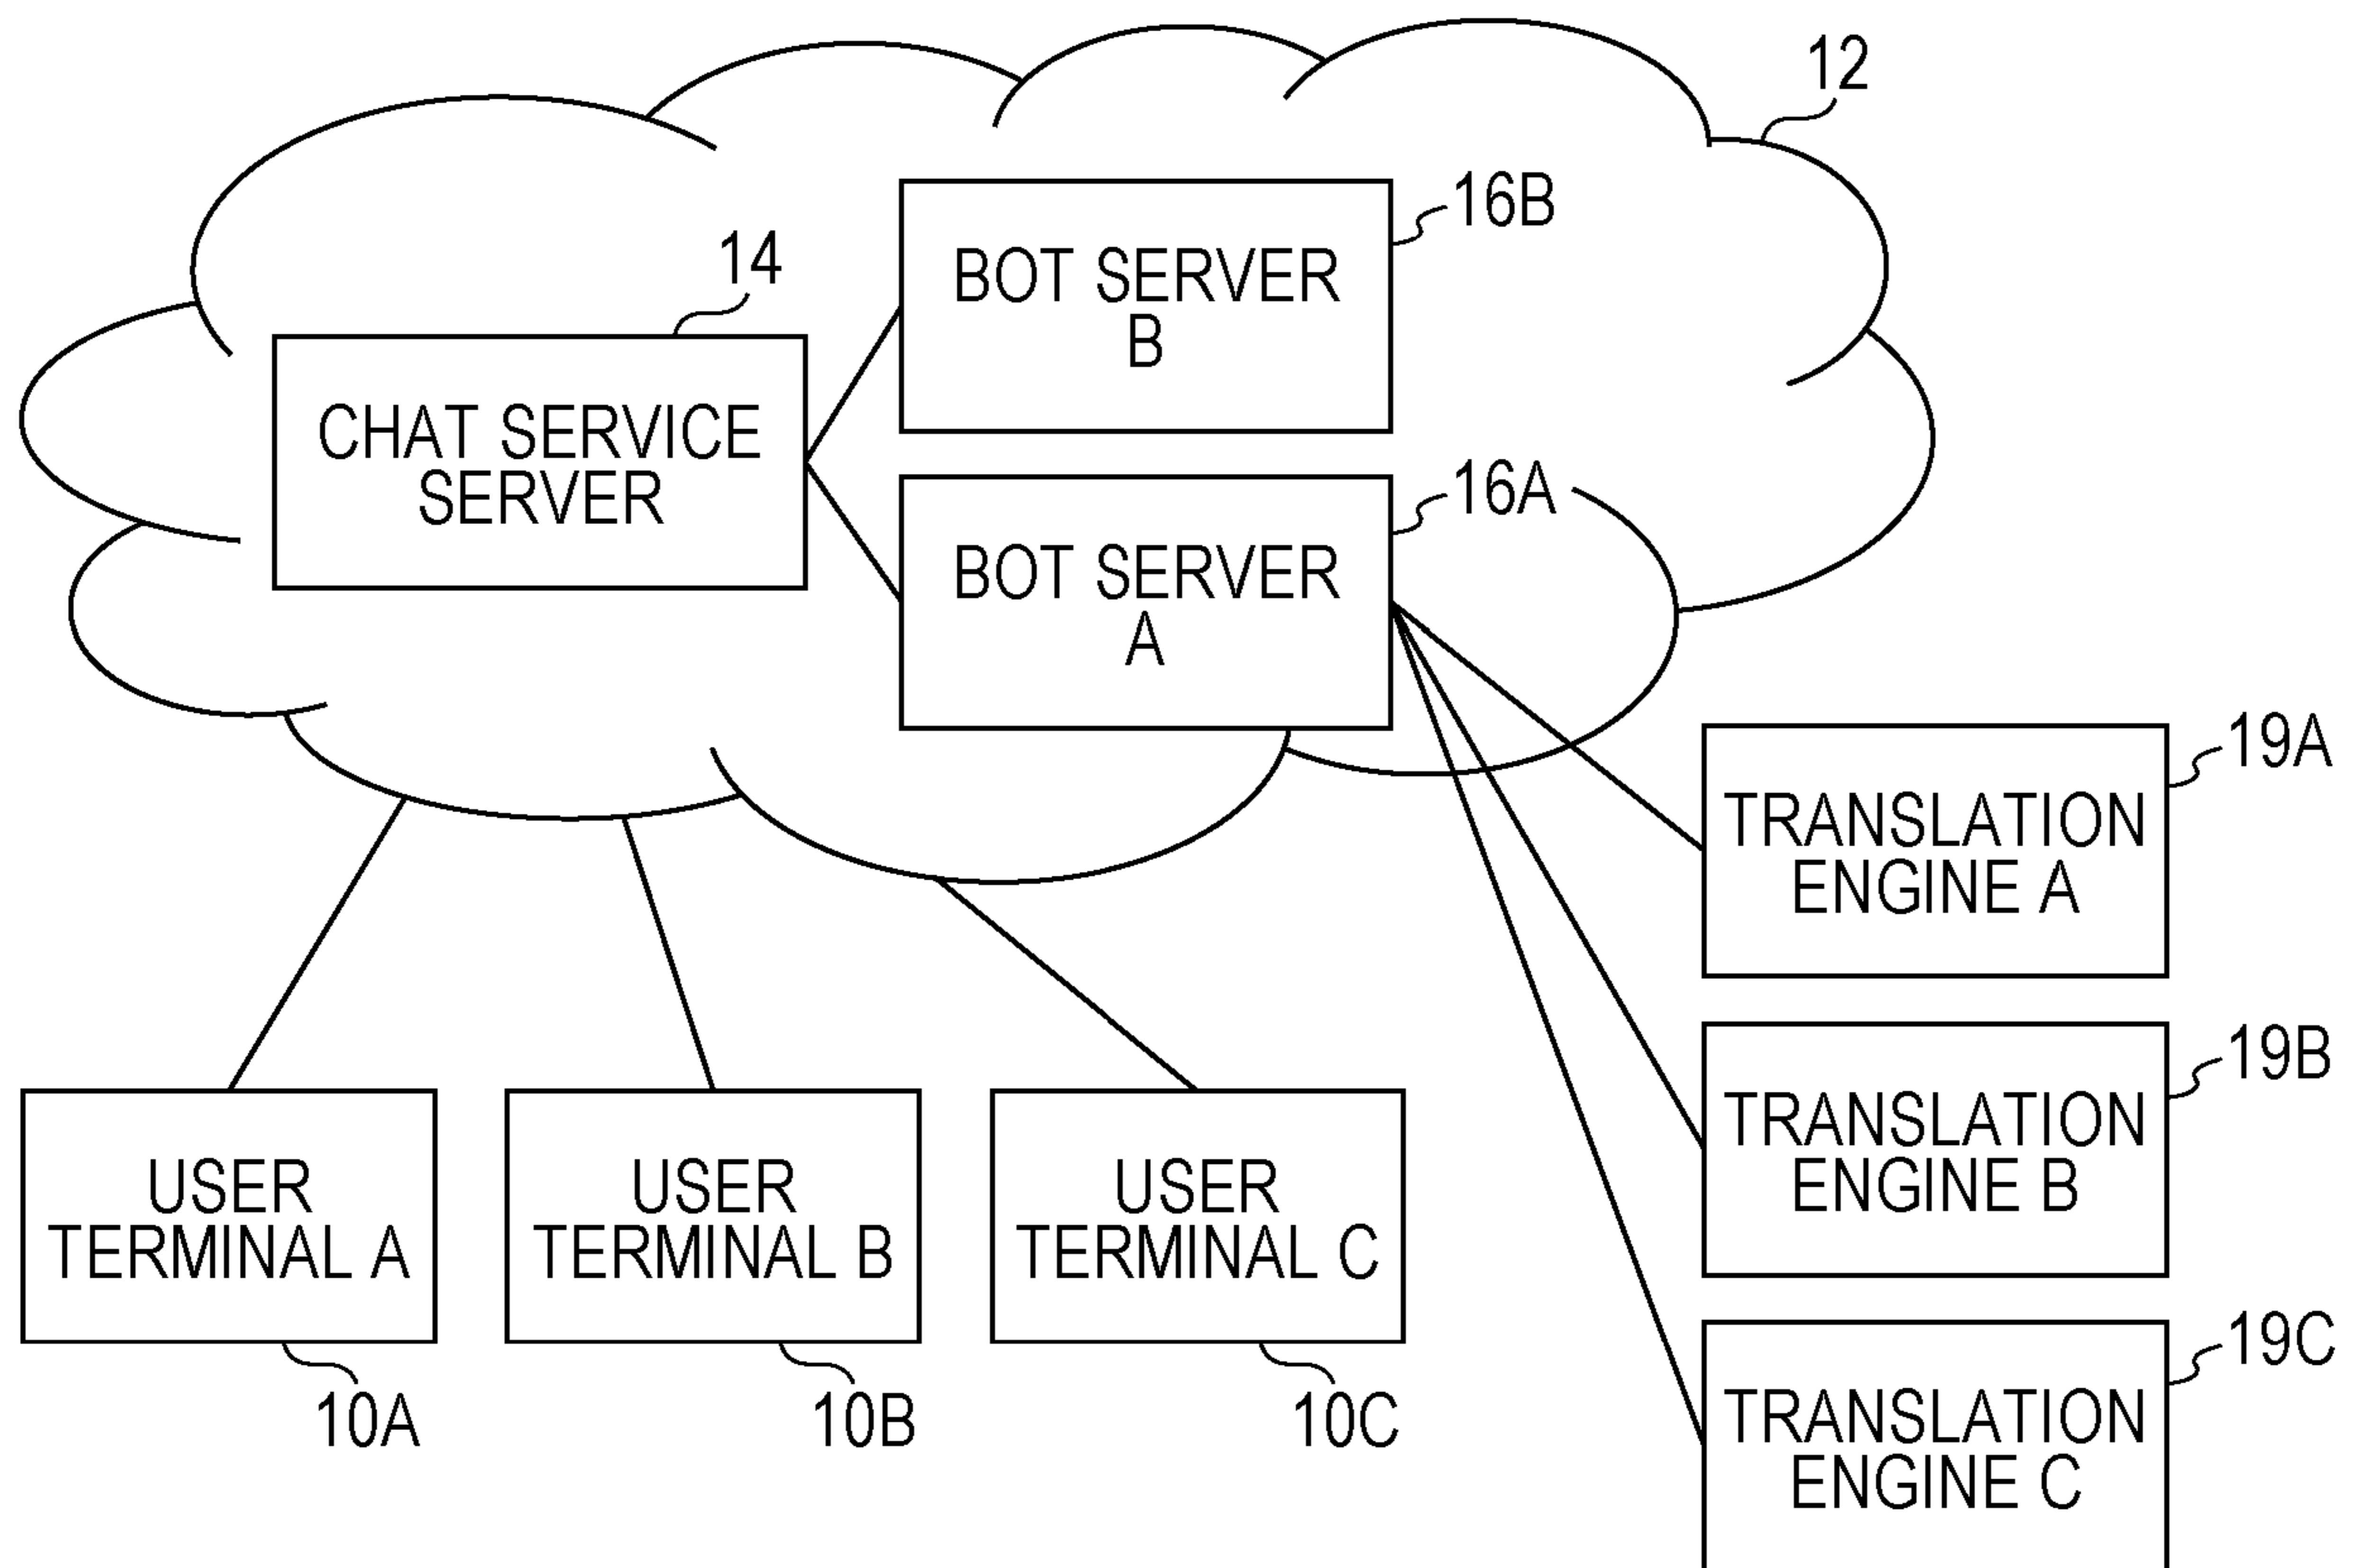 12
16B
BOT SERVER
B
14
CHAT SERVICE
SERVER
16A
BOT SERVER
A
19A
TRANSLATION
ENGINE A
19B
TRANSLATION
ENGINE B
USER
TERMINAL A
USER
TERMINAL B
USER
TERMINAL C
10A
10B
10C
19C
TRANSLATION
ENGINE C